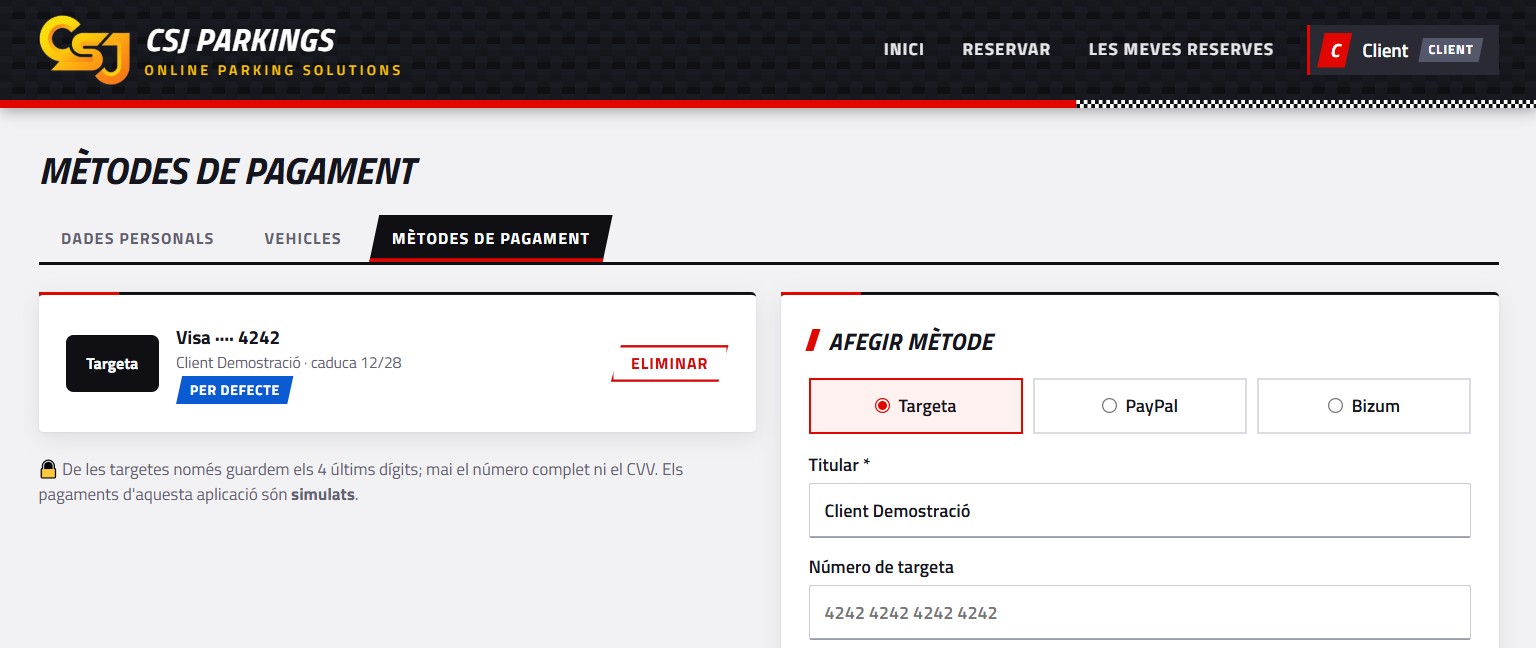 CSJ
CSJ PARKINGS
ONLINE PARKING SOLUTIONS
INICI
RESERVAR
LES MEVES RESERVES
C
Client
CLIENT
MÈTODES DE PAGAMENT
DADES PERSONALS
VEHICLES
MÈTODES DE PAGAMENT
Targeta
Visa ···· 4242
Client Demostració · caduca 12/28
PER DEFECTE
ELIMINAR
De les targetes només guardem els 4 últims dígits; mai el número complet ni el CVV. Els
pagaments d'aquesta aplicació són simulats.
AFEGIR MÈTODE
Targeta
PayPal
Bizum
Titular *
Client Demostració
Número de targeta
4242 4242 4242 4242